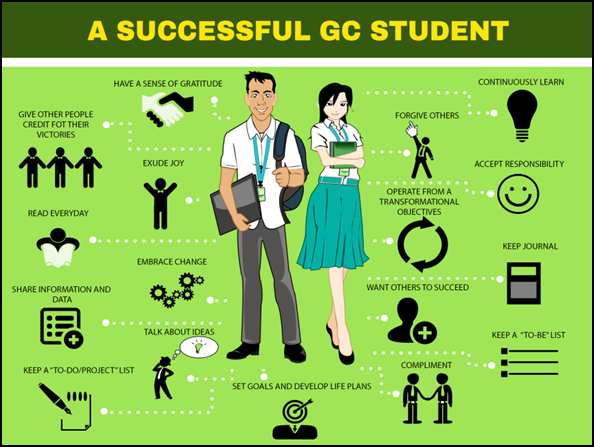 A SUCCESSFUL GC STUDENT
HAVE A SENSE OF GRATITUDE
CONTINUOUSLY LEARN
GIVE OTHER PEOPLE
CREDIT FOT THEIR
VICTORIES
FORGIVE OTHERS
EXUDE JOY
ACCEPT RESPONSIBILITY
OPERATE FROM A
TRANSFORMATIONAL
OBJECTIVES
READ EVERYDAY
KEEP JOURNAL
EMBRACE CHANGE
SHARE INFORMATION AND
DATA
WANT OTHERS TO SUCCEED
TALK ABOUT IDEAS
KEEP A "TO-BE" LIST
KEEP A "TO-DO/PROJECT" LIST
COMPLIMENT
SET GOALS AND DEVELOP LIFE PLANS